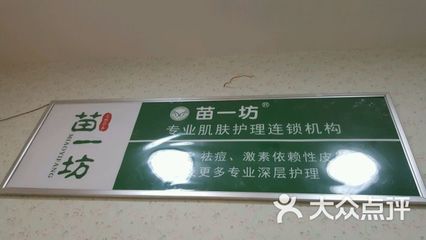 苗一坊
MIAOYIFANG
苗一坊®
专业肌肤护理连锁机构
祛痘、激素依赖性皮
更多专业深层护理
大众点评